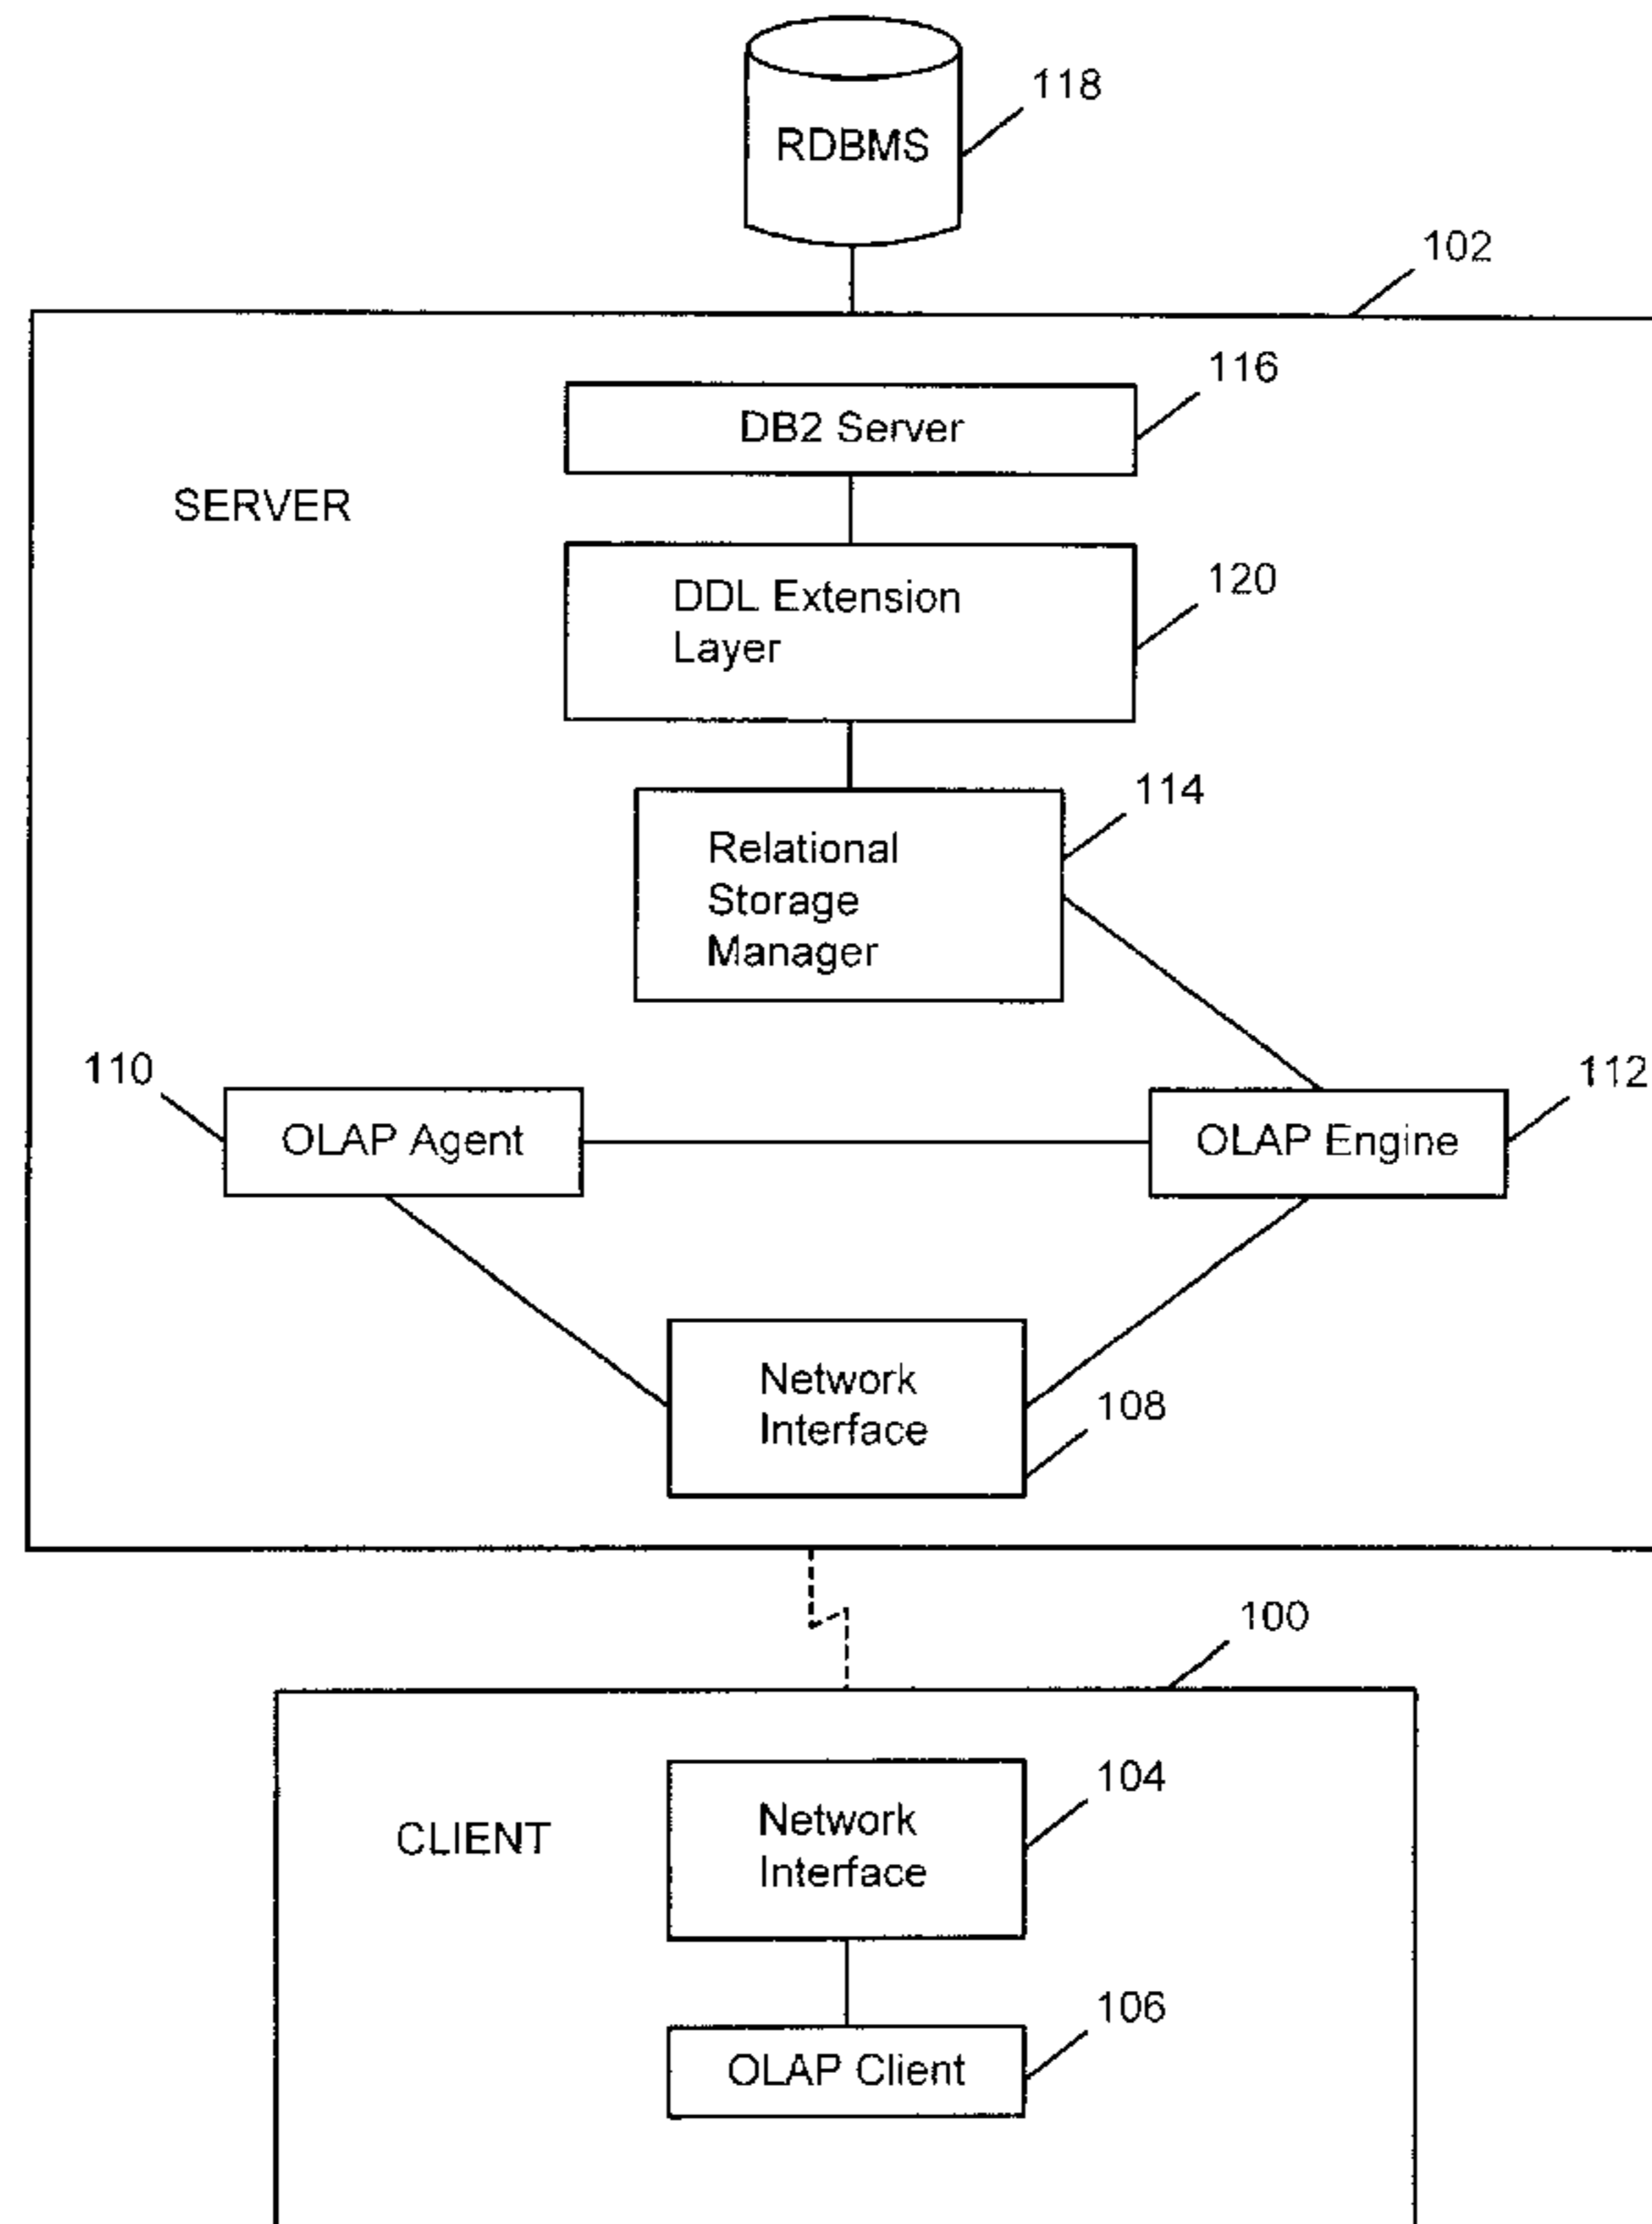 118
RDBMS
102
116
DB2 Server
SERVER
120
DDL Extension
Layer
114
Relational
Storage
Manager
110
112
OLAP Agent
OLAP Engine
Network
Interface
108
100
104
Network
Interface
CLIENT
106
OLAP Client